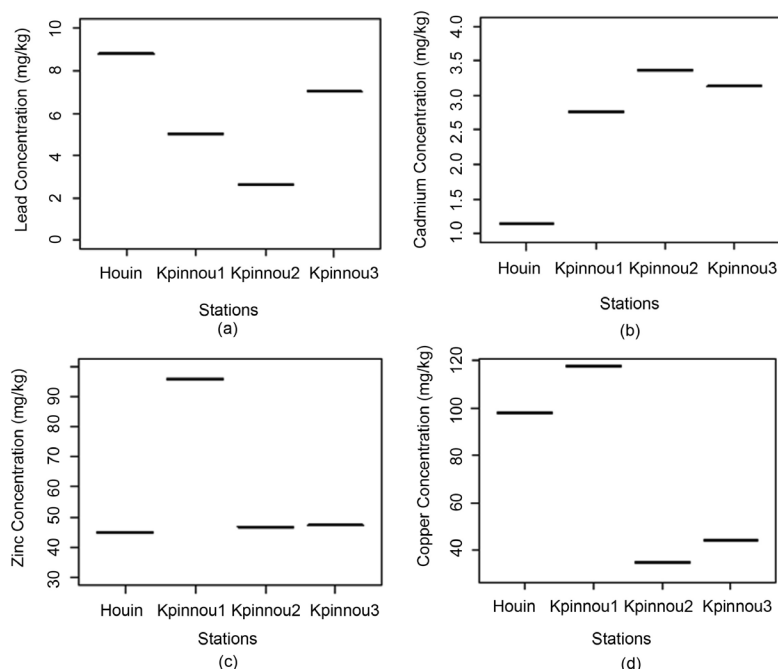 Lead Concentration (mg/kg)
10
8
6
4
2
0
Houin Kpinnou1 Kpinnou2 Kpinnou3
Stations
(a)
Cadmium Concentration (mg/kg)
4.0
3.5
3.0
2.5
2.0
1.5
1.0
Houin Kpinnou1 Kpinnou2 Kpinnou3
Stations
(b)
Zinc Concentration (mg/kg)
90
80
70
60
50
40
30
Houin Kpinnou1 Kpinnou2 Kpinnou3
Stations
(c)
Copper Concentration (mg/kg)
120
100
80
60
40
Houin Kpinnou1 Kpinnou2 Kpinnou3
Stations
(d)